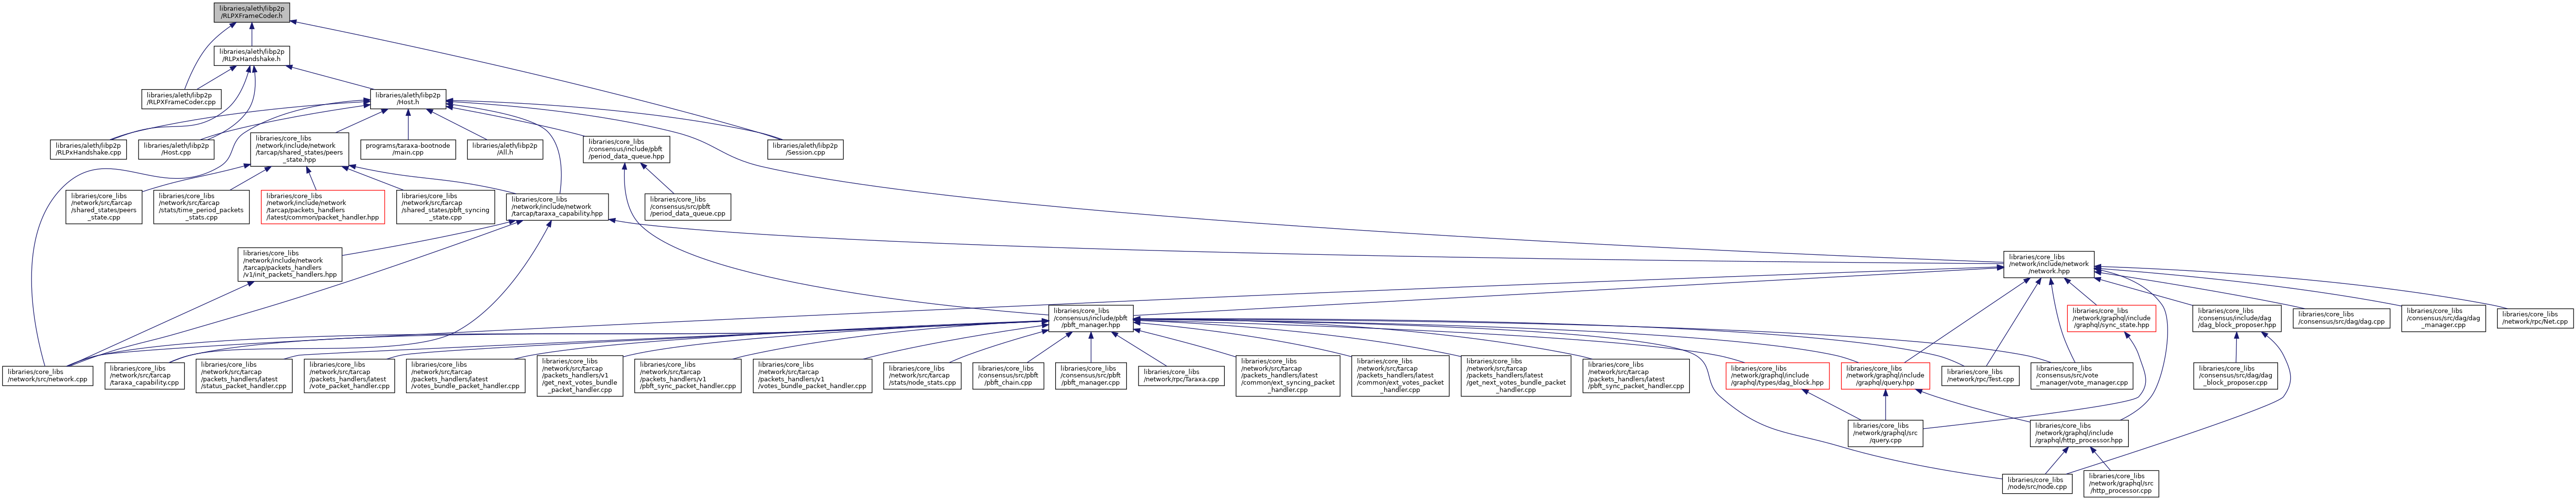 libraries/aleth/libp2p
/RLPXFrameCoder.h
libraries/aleth/libp2p
/RLPxHandshake.h
libraries/aleth/libp2p
/RLPXFrameCoder.cpp
libraries/aleth/libp2p
/Host.h
libraries/aleth/libp2p
/RLPxHandshake.cpp
libraries/aleth/libp2p
/Host.cpp
libraries/core_libs
/network/include/network
/tarcap/shared_states/peers
_state.hpp
programs/taraxa-bootnode
/main.cpp
libraries/aleth/libp2p
/All.h
libraries/core_libs
/consensus/include/pbft
/period_data_queue.hpp
libraries/aleth/libp2p
/Session.cpp
libraries/core_libs
/network/src/tarcap
/shared_states/peers
_state.cpp
libraries/core_libs
/network/src/tarcap
/stats/time_period_packets
_stats.cpp
libraries/core_libs
/network/include/network
/tarcap/packets_handlers
/latest/common/packet_handler.hpp
libraries/core_libs
/network/src/tarcap
/shared_states/pbft_syncing
_state.cpp
libraries/core_libs
/network/include/network
/tarcap/taraxa_capability.hpp
libraries/core_libs
/consensus/src/pbft
/period_data_queue.cpp
libraries/core_libs
/network/include/network
/tarcap/packets_handlers
/v1/init_packets_handlers.hpp
libraries/core_libs
/network/include/network
/network.hpp
libraries/core_libs
/consensus/include/pbft
/pbft_manager.hpp
libraries/core_libs
/network/graphql/include
/graphql/sync_state.hpp
libraries/core_libs
/consensus/include/dag
/dag_block_proposer.hpp
libraries/core_libs
/consensus/src/dag/dag.cpp
libraries/core_libs
/consensus/src/dag/dag
_manager.cpp
libraries/core_libs
/network/rpc/Net.cpp
libraries/core_libs
/network/src/network.cpp
libraries/core_libs
/network/src/tarcap
/taraxa_capability.cpp
libraries/core_libs
/network/src/tarcap
/packets_handlers/latest
/status_packet_handler.cpp
libraries/core_libs
/network/src/tarcap
/packets_handlers/latest
/vote_packet_handler.cpp
libraries/core_libs
/network/src/tarcap
/packets_handlers/latest
/votes_bundle_packet_handler.cpp
libraries/core_libs
/network/src/tarcap
/packets_handlers/v1
/get_next_votes_bundle
_packet_handler.cpp
libraries/core_libs
/network/src/tarcap
/packets_handlers/v1
/pbft_sync_packet_handler.cpp
libraries/core_libs
/network/src/tarcap
/packets_handlers/v1
/votes_bundle_packet_handler.cpp
libraries/core_libs
/network/src/tarcap
/stats/node_stats.cpp
libraries/core_libs
/consensus/src/pbft
/pbft_chain.cpp
libraries/core_libs
/consensus/src/pbft
/pbft_manager.cpp
libraries/core_libs
/network/rpc/Taraxa.cpp
libraries/core_libs
/network/src/tarcap
/packets_handlers/latest
/common/ext_syncing_packet
_handler.cpp
libraries/core_libs
/network/src/tarcap
/packets_handlers/latest
/common/ext_votes_packet
_handler.cpp
libraries/core_libs
/network/src/tarcap
/packets_handlers/latest
/get_next_votes_bundle_packet
_handler.cpp
libraries/core_libs
/network/src/tarcap
/packets_handlers/latest
/pbft_sync_packet_handler.cpp
libraries/core_libs
/network/graphql/include
/graphql/types/dag_block.hpp
libraries/core_libs
/network/graphql/include
/graphql/query.hpp
libraries/core_libs
/network/rpc/Test.cpp
libraries/core_libs
/consensus/src/vote
_manager/vote_manager.cpp
libraries/core_libs
/consensus/src/dag/dag
_block_proposer.cpp
libraries/core_libs
/network/graphql/src
/query.cpp
libraries/core_libs
/network/graphql/include
/graphql/http_processor.hpp
libraries/core_libs
/node/src/node.cpp
libraries/core_libs
/network/graphql/src
/http_processor.cpp